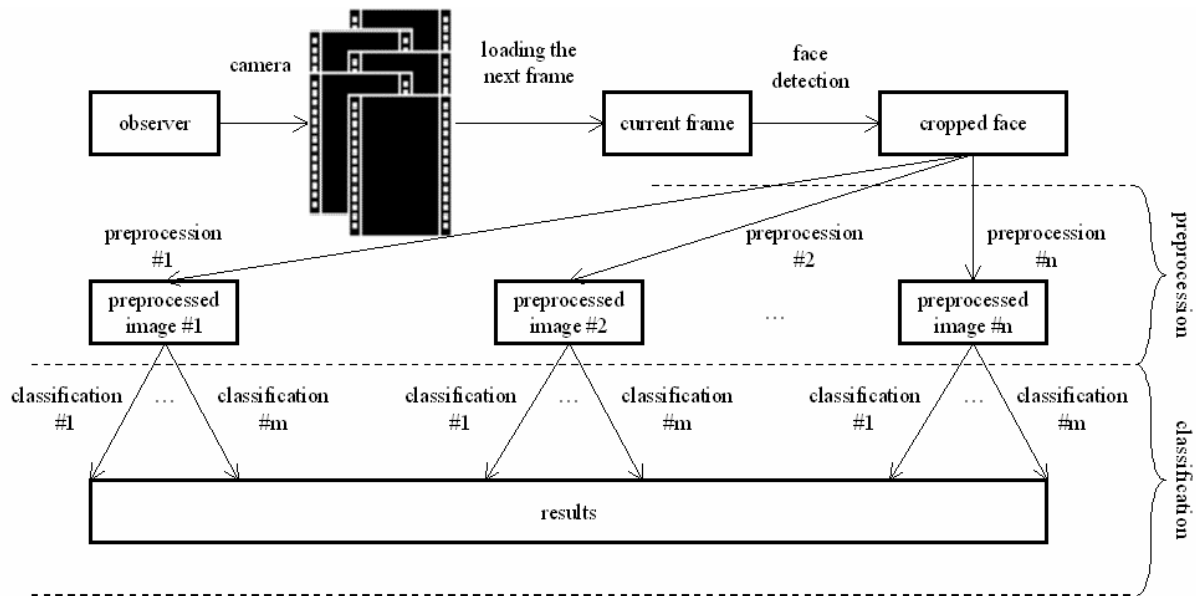 camera
loading the
next frame
face
detection
observer
current frame
cropped face
preprocession
#1
preprocession
#2
preprocession
#n
preprocession
preprocessed
image #1
preprocessed
image #2
...
preprocessed
image #n
classification
#1
...
classification
#m
classification
#1
...
classification
#m
classification
#1
...
classification
#m
classification
results